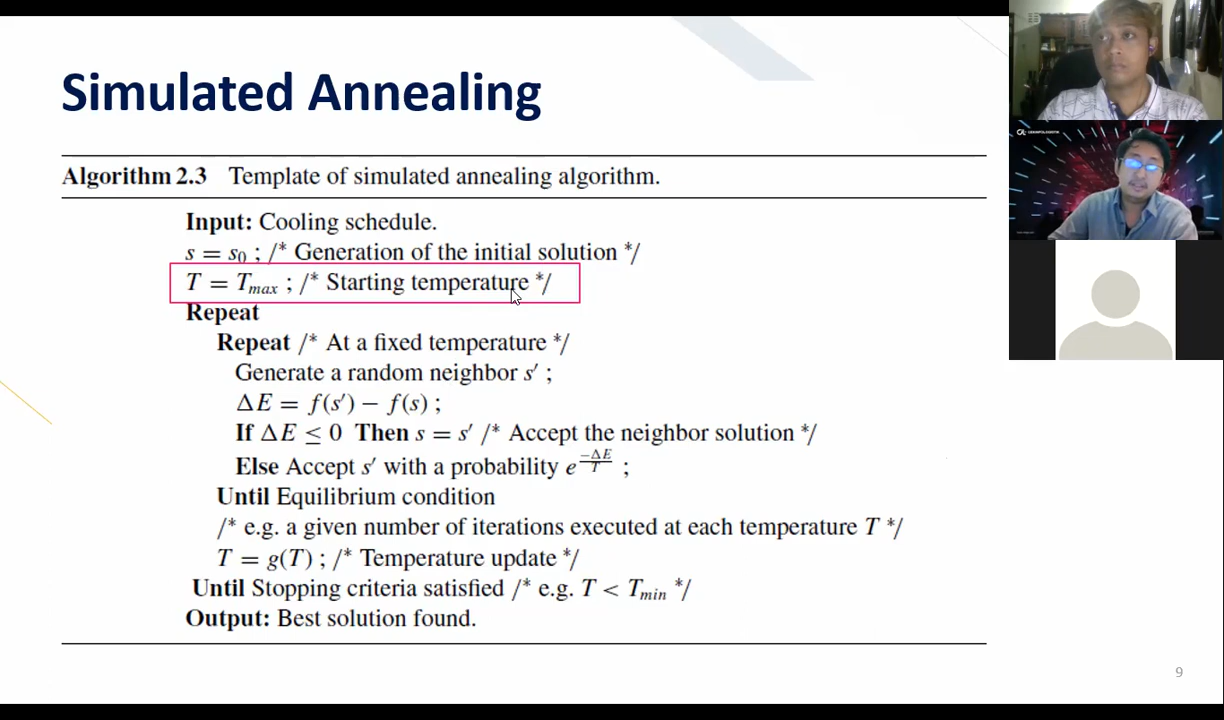 Simulated Annealing
Algorithm 2.3 Template of simulated annealing algorithm.
Input: Cooling schedule.
s = s₀ ; /* Generation of the initial solution */
T = Tₘₐₓ ; /* Starting temperature */
Repeat
Repeat /* At a fixed temperature */
Generate a random neighbor s′ ;
ΔE = f(s′) − f(s) ;
If ΔE ≤ 0 Then s = s′ /* Accept the neighbor solution */
Else Accept s′ with a probability e^(−ΔE/T) ;
Until Equilibrium condition
/* e.g. a given number of iterations executed at each temperature T */
T = g(T) ; /* Temperature update */
Until Stopping criteria satisfied /* e.g. T < Tₘᵢₙ */
Output: Best solution found.
9